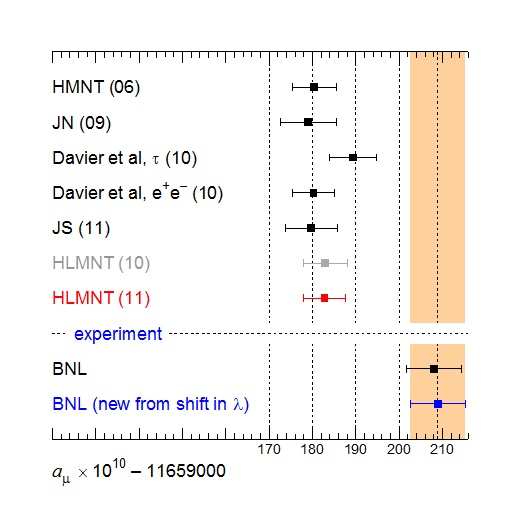 HMNT (06)
JN (09)
Davier et al, τ (10)
Davier et al, e⁺e⁻ (10)
JS (11)
HLMNT (10)
HLMNT (11)
experiment
BNL
BNL (new from shift in λ)
170 180 190 200 210
aμ × 10¹⁰ – 11659000